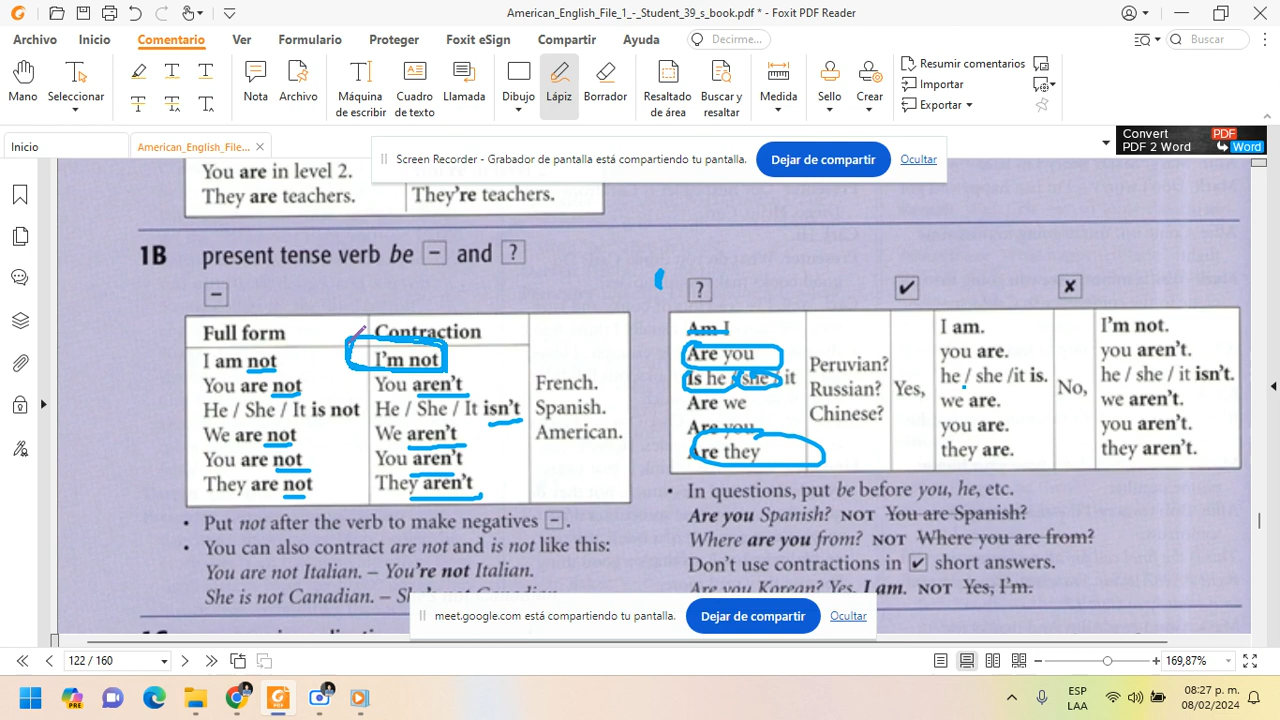 American_English_File_1_-_Student_39_s_book.pdf * - Foxit PDF Reader
Archivo Inicio Comentario Ver Formulario Proteger Foxit eSign Compartir Ayuda Decirme... Buscar
Mano Seleccionar Nota Archivo Máquina de escribir Cuadro de texto Llamada Dibujo Lápiz Borrador Resaltado de área Buscar y resaltar Medida Sello Crear
Resumir comentarios
Importar
Exportar
Inicio American_English_File...
Convert PDF
PDF 2 Word Word
Screen Recorder - Grabador de pantalla está compartiendo tu pantalla. Dejar de compartir Ocultar
You are in level 2.
They are teachers. They're teachers.
1B present tense verb be − and ?
−
Full form Contraction
I am not I'm not
You are not You aren't
He / She / It is not He / She / It isn't
We are not We aren't
You are not You aren't
They are not They aren't
French.
Spanish.
American.
? ✔ ✘
Am I
Are you
Is he / she / it
Are we
Are you
Are they
Peruvian?
Russian?
Chinese?
Yes,
I am.
you are.
he / she /it is.
we are.
you are.
they are.
No,
I'm not.
you aren't.
he / she / it isn't.
we aren't.
you aren't.
they aren't.
• Put not after the verb to make negatives −.
• You can also contract are not and is not like this:
You are not Italian. – You're not Italian.
She is not Canadian. – She's not Canadian.
• In questions, put be before you, he, etc.
Are you Spanish? NOT You are Spanish?
Where are you from? NOT Where you are from?
Don't use contractions in ✔ short answers.
Are you Korean? Yes, I am. NOT Yes, I'm.
meet.google.com está compartiendo tu pantalla. Dejar de compartir Ocultar
122 / 160 169,87%
PRE
ESP
LAA
08:27 p. m.
08/02/2024